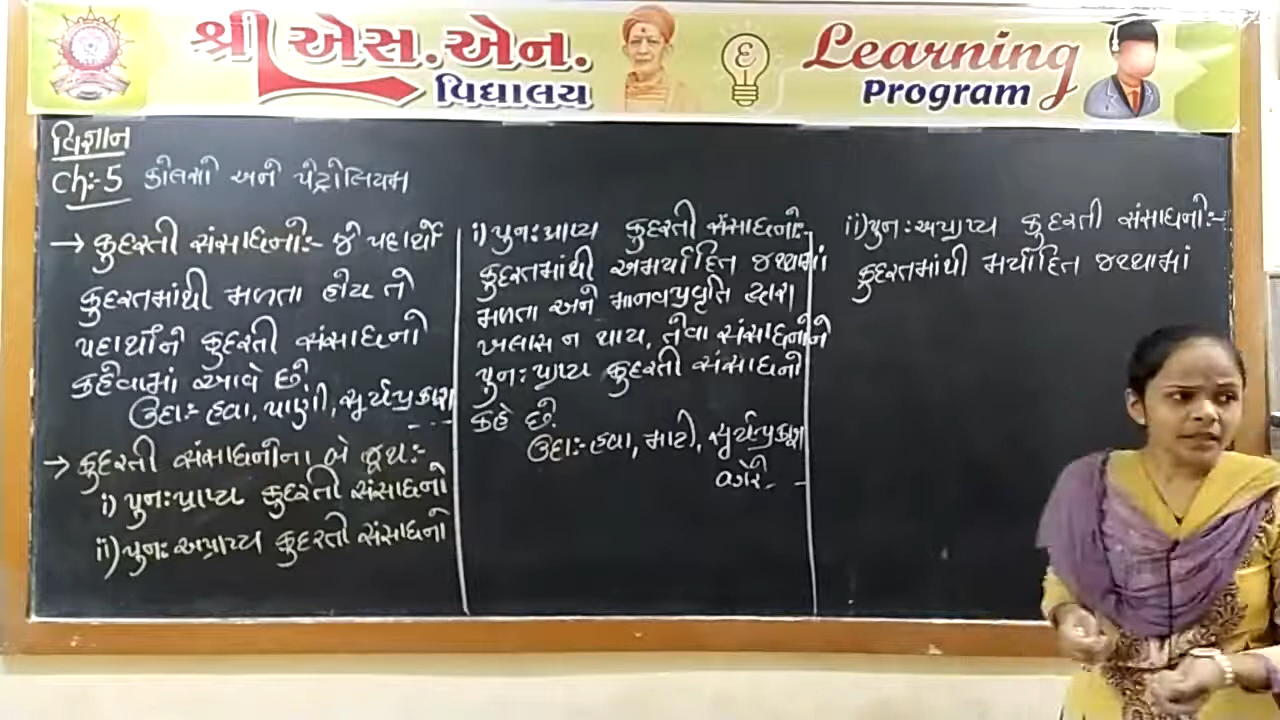 શ્રી એસ.એન.
વિદ્યાલય
Learning
Program
વિજ્ઞાન
Ch:-5 કોલસો અને પેટ્રોલિયમ
→ કુદરતી સંસાધનો:- જે પદાર્થો
કુદરતમાંથી મળતા હોય તે
પદાર્થોને કુદરતી સંસાધનો
કહેવામાં આવે છે.
ઉદા:- હવા, પાણી, સૂર્યપ્રકાશ
- - -
→ કુદરતી સંસાધનોના બે જૂથ:-
i) પુનઃપ્રાપ્ય કુદરતી સંસાધનો
ii) પુનઃઅપ્રાપ્ય કુદરતી સંસાધનો
i) પુનઃપ્રાપ્ય કુદરતી સંસાધનો:-
કુદરતમાંથી અમર્યાદિત જથ્થામાં
મળતા અને માનવપ્રવૃતિ દ્વારા
ખલાસ ન થાય, તેવા સંસાધનોને
પુનઃપ્રાપ્ય કુદરતી સંસાધનો
કહે છે.
ઉદા:- હવા, માટી, સૂર્યપ્રકાશ
વગેરે - -
ii) પુનઃઅપ્રાપ્ય કુદરતી સંસાધનો:-
કુદરતમાંથી મર્યાદિત જથ્થામાં